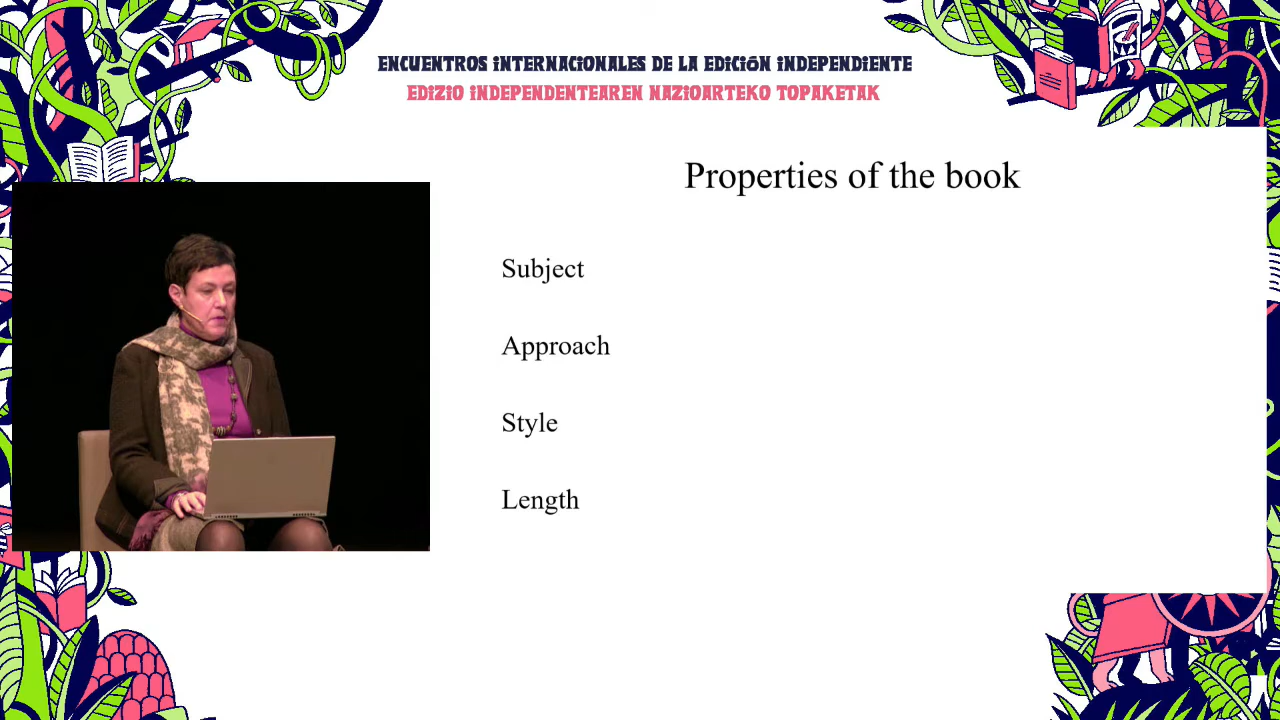 ENCUENTROS INTERNACIONALES DE LA EDICIÓN INDEPENDIENTE
EDIZIO INDEPENDENTEAREN NAZIOARTEKO TOPAKETAK
Properties of the book
Subject
Approach
Style
Length